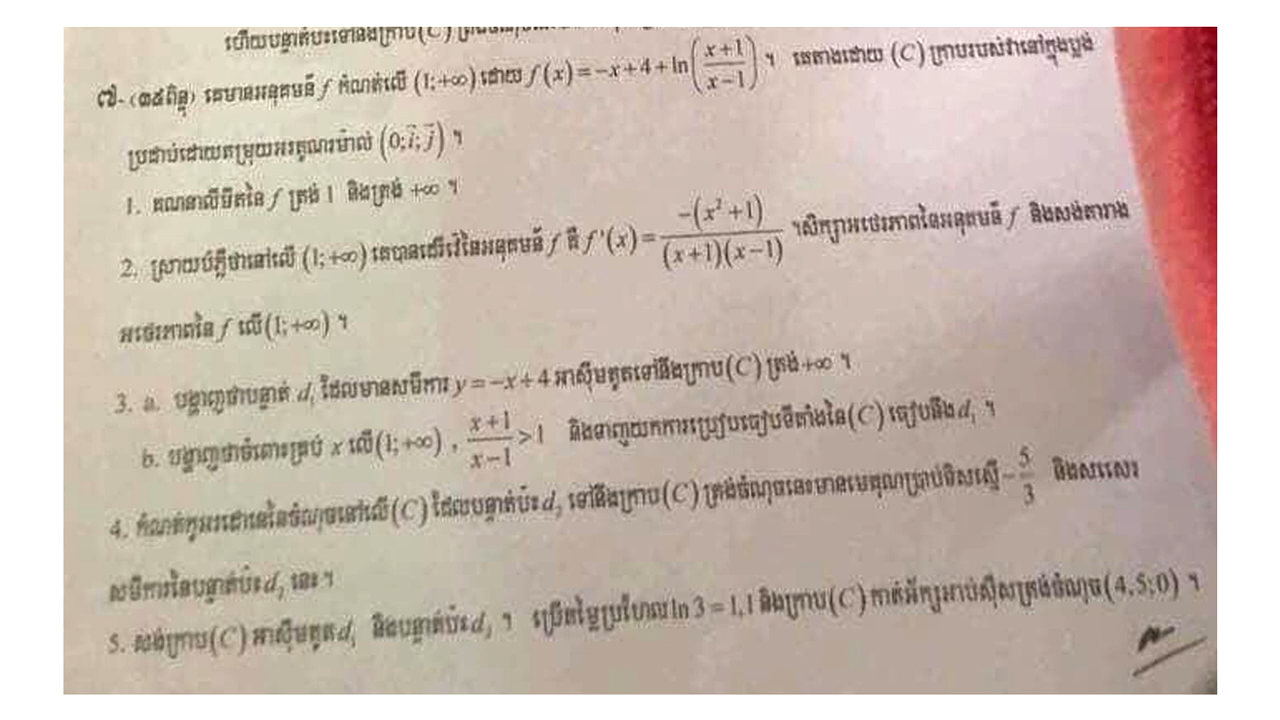 ហើយបន្ទាត់ប៉ះទៅនឹងក្រាប(C)
៧- (៣៥ពិន្ទុ) គេមានអនុគមន៍ f កំណត់លើ (1;+∞) ដោយ f(x)=−x+4+ln((x+1)/(x−1)) ។ គេតាងដោយ (C) ក្រាបរបស់វានៅក្នុងប្លង់
ប្រដាប់ដោយតម្រុយអរតូណរម៉ាល់ (0;i⃗;j⃗) ។
1. គណនាលីមីតនៃ f ត្រង់ 1 និងត្រង់ +∞ ។
2. ស្រាយបំភ្លឺថានៅលើ (1;+∞) គេបានដេរីវេនៃអនុគមន៍ f គឺ f'(x)=−(x²+1)/((x+1)(x−1)) ។សិក្សាអថេរភាពនៃអនុគមន៍ f និងសង់តារាង
អថេរភាពនៃ f លើ(1;+∞) ។
3. a. បង្ហាញថាបន្ទាត់ d₁ ដែលមានសមីការ y=−x+4 អាស៊ីមតូតទៅនឹងក្រាប(C) ត្រង់+∞ ។
b. បង្ហាញថាចំពោះគ្រប់ x លើ(1;+∞) , (x+1)/(x−1)>1 និងទាញយកការប្រៀបធៀបទីតាំងនៃ(C) ធៀបនឹងd₁ ។
4. កំណត់កូអរដោនេនៃចំណុចនៅលើ(C) ដែលបន្ទាត់ប៉ះd₂ ទៅនឹងក្រាប(C) ត្រង់ចំណុចនេះមានមេគុណប្រាប់ទិសស្មើ−5/3 និងសរសេរ
សមីការនៃបន្ទាត់ប៉ះd₂ នេះ។
5. សង់ក្រាប(C) អាស៊ីមតូតd₁ និងបន្ទាត់ប៉ះd₂ ។ ប្រើតម្លៃប្រហែលln3=1,1 និងក្រាប(C) កាត់អ័ក្សអាប់ស៊ីសត្រង់ចំណុច(4,5;0) ។